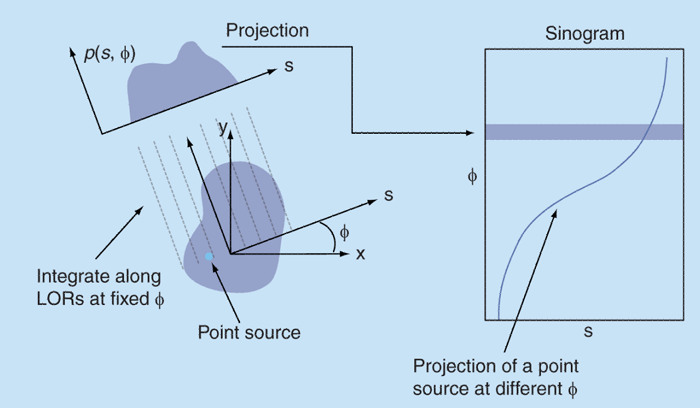 Projection
p(s, ϕ)
s
y
s
ϕ
x
Integrate along
LORs at fixed ϕ
Point source
Sinogram
ϕ
s
Projection of a point
source at different ϕ